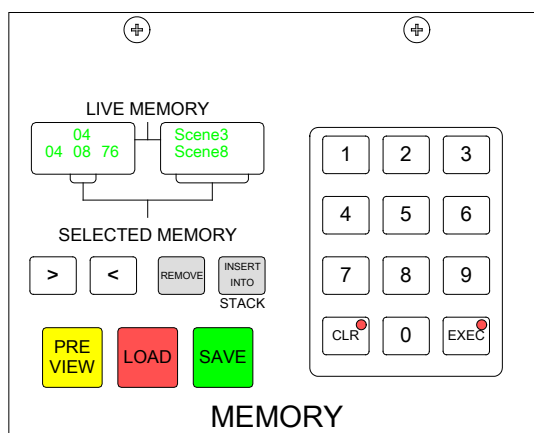 LIVE MEMORY
04
04 08 76
Scene3
Scene8
SELECTED MEMORY
>
<
REMOVE
INSERT
INTO
STACK
PRE
VIEW
LOAD
SAVE
1
2
3
4
5
6
7
8
9
CLR
0
EXEC
MEMORY